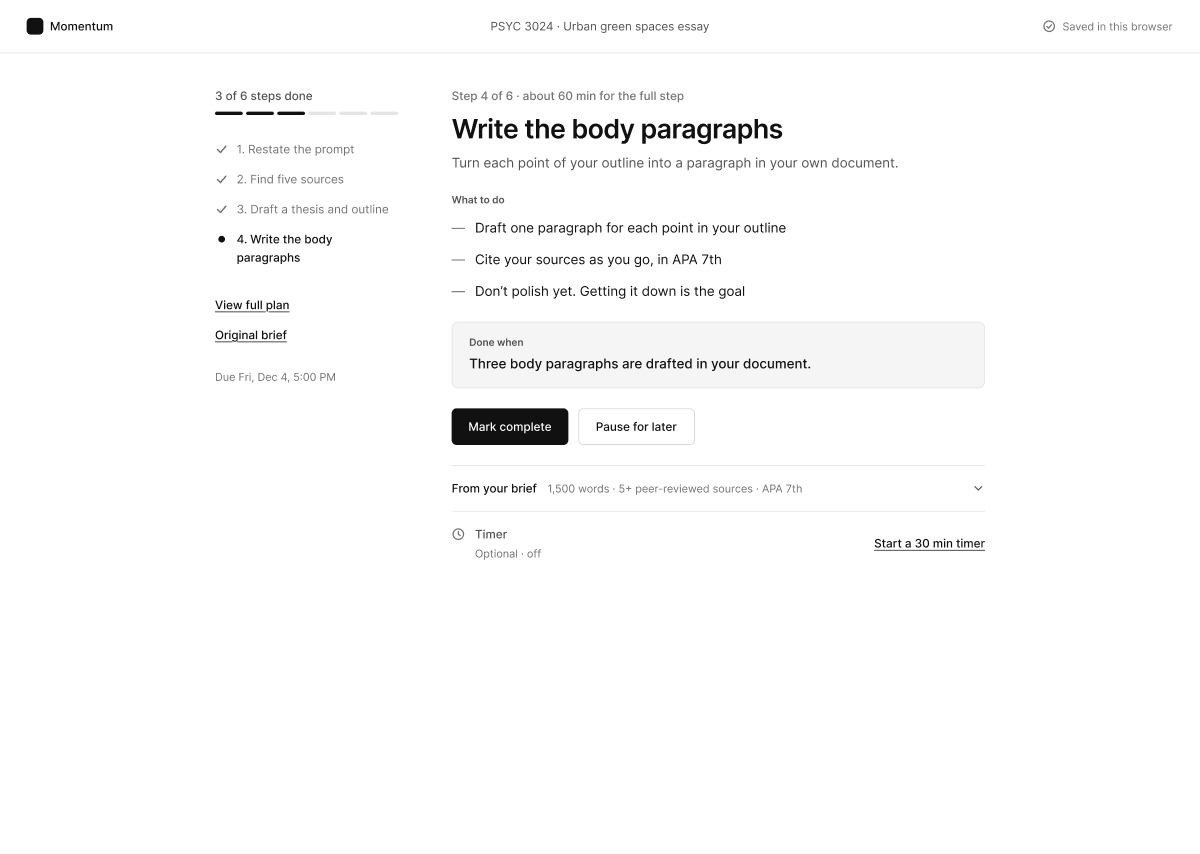 Momentum
PSYC 3024 · Urban green spaces essay
Saved in this browser
3 of 6 steps done
1. Restate the prompt
2. Find five sources
3. Draft a thesis and outline
4. Write the body
paragraphs
View full plan
Original brief
Due Fri, Dec 4, 5:00 PM
Step 4 of 6 · about 60 min for the full step
Write the body paragraphs
Turn each point of your outline into a paragraph in your own document.
What to do
— Draft one paragraph for each point in your outline
— Cite your sources as you go, in APA 7th
— Don’t polish yet. Getting it down is the goal
Done when
Three body paragraphs are drafted in your document.
Mark complete
Pause for later
From your brief 1,500 words · 5+ peer-reviewed sources · APA 7th
Timer
Optional · off
Start a 30 min timer